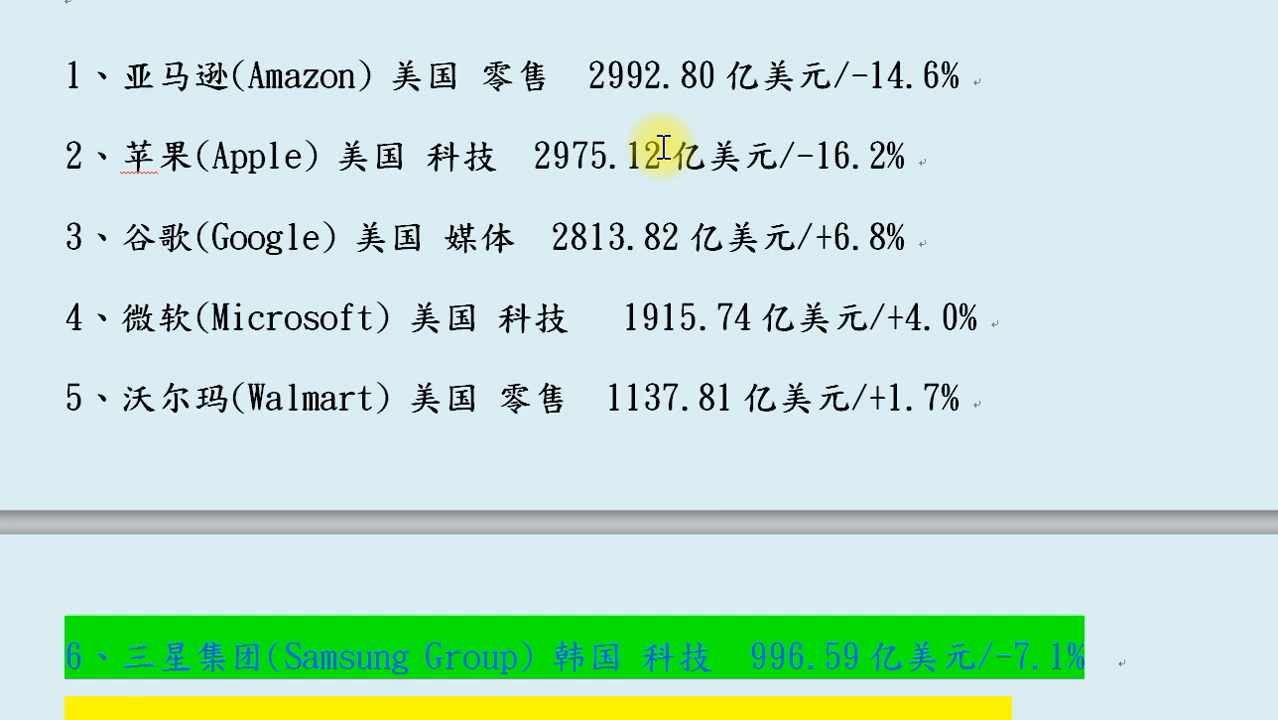 1、亚马逊(Amazon) 美国 零售 2992.80 亿美元/-14.6%
2、苹果(Apple) 美国 科技 2975.12 亿美元/-16.2%
3、谷歌(Google) 美国 媒体 2813.82 亿美元/+6.8%
4、微软(Microsoft) 美国 科技 1915.74 亿美元/+4.0%
5、沃尔玛(Walmart) 美国 零售 1137.81 亿美元/+1.7%
6、三星集团(Samsung Group) 韩国 科技 996.59 亿美元/-7.1%